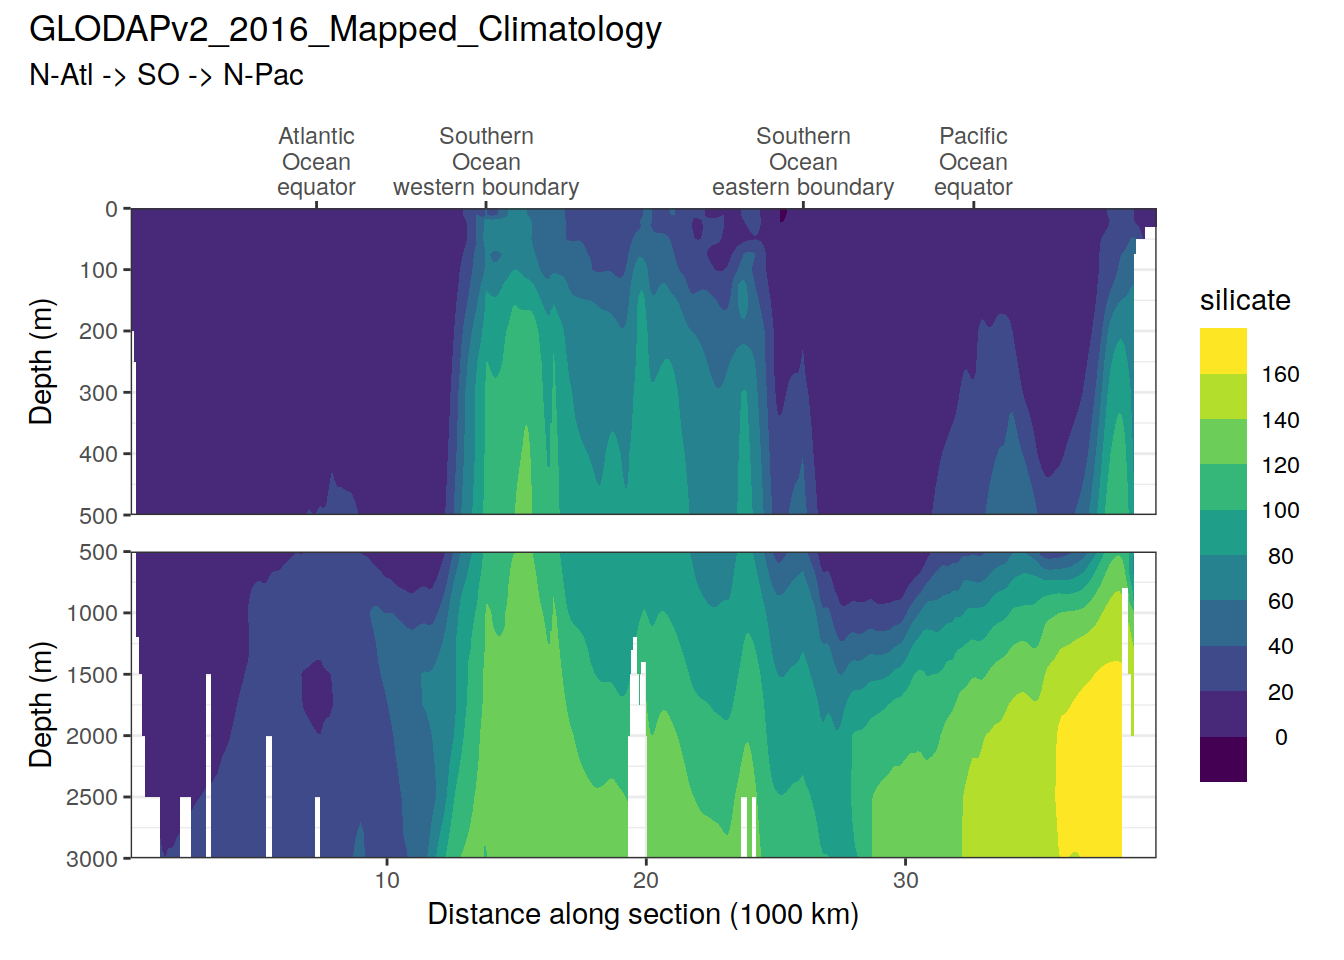 GLODAPv2_2016_Mapped_Climatology
N-Atl -> SO -> N-Pac
Atlantic
Ocean
equator
Southern
Ocean
western boundary
Southern
Ocean
eastern boundary
Pacific
Ocean
equator
Depth (m)
0
100
200
300
400
500
Depth (m)
500
1000
1500
2000
2500
3000
10
20
30
Distance along section (1000 km)
silicate
160
140
120
100
80
60
40
20
0